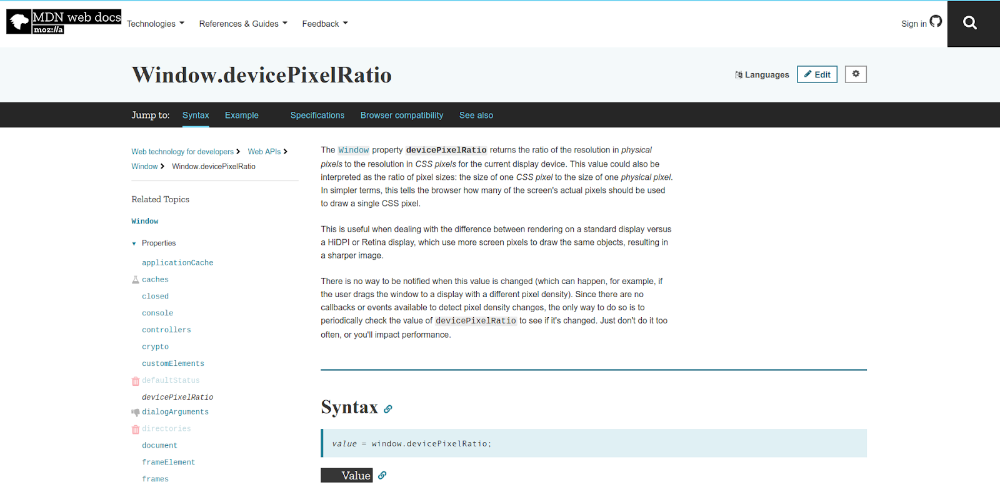 MDN web docs
moz://a
Technologies
References & Guides
Feedback
Sign in
Window.devicePixelRatio
Languages
Edit
Jump to:
Syntax
Example
Specifications
Browser compatibility
See also
Web technology for developers
Web APIs
Window
Window.devicePixelRatio
Related Topics
Window
Properties
applicationCache
caches
closed
console
controllers
crypto
customElements
defaultStatus
devicePixelRatio
dialogArguments
directories
document
frameElement
frames
The Window property devicePixelRatio returns the ratio of the resolution in physical
pixels to the resolution in CSS pixels for the current display device. This value could also be
interpreted as the ratio of pixel sizes: the size of one CSS pixel to the size of one physical pixel.
In simpler terms, this tells the browser how many of the screen's actual pixels should be used
to draw a single CSS pixel.
This is useful when dealing with the difference between rendering on a standard display versus
a HiDPI or Retina display, which use more screen pixels to draw the same objects, resulting in
a sharper image.
There is no way to be notified when this value is changed (which can happen, for example, if
the user drags the window to a display with a different pixel density). Since there are no
callbacks or events available to detect pixel density changes, the only way to do so is to
periodically check the value of devicePixelRatio to see if it's changed. Just don't do it too
often, or you'll impact performance.
Syntax
value = window.devicePixelRatio;
Value